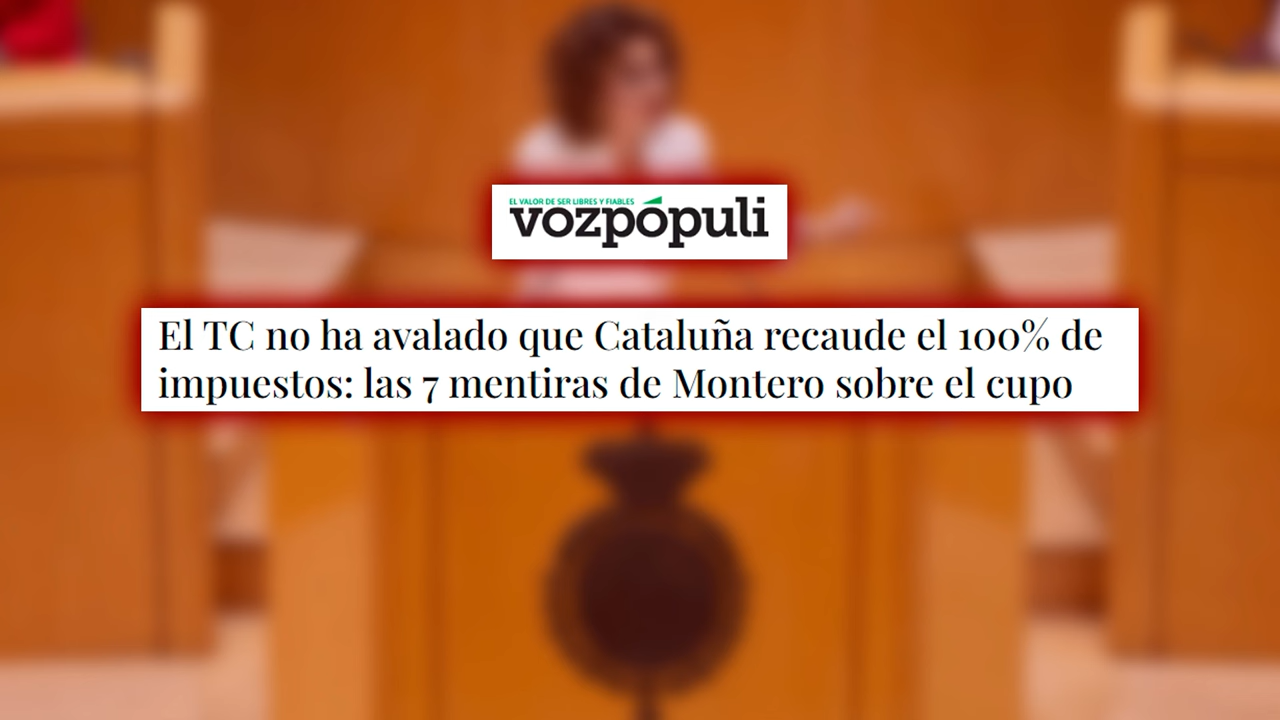 EL VALOR DE SER LIBRES Y FIABLES
vozpópuli
El TC no ha avalado que Cataluña recaude el 100% de
impuestos: las 7 mentiras de Montero sobre el cupo